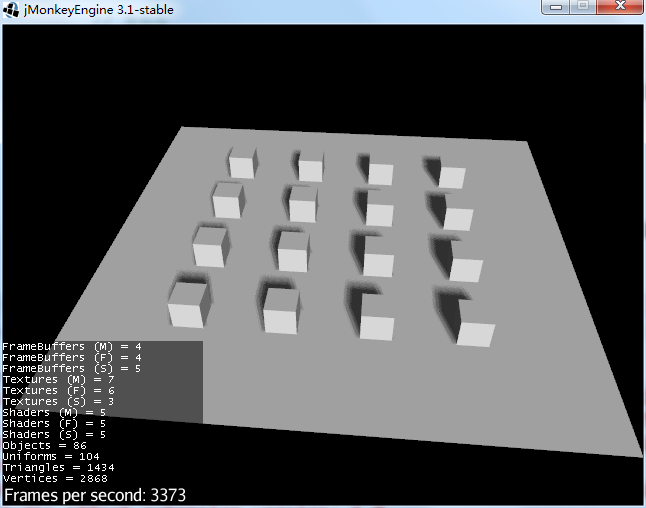 jMonkeyEngine 3.1-stable
FrameBuffers (M) = 4
FrameBuffers (F) = 4
FrameBuffers (S) = 5
Textures (M) = 7
Textures (F) = 6
Textures (S) = 3
Shaders (M) = 5
Shaders (F) = 5
Shaders (S) = 5
Objects = 86
Uniforms = 104
Triangles = 1434
Vertices = 2868
Frames per second: 3373